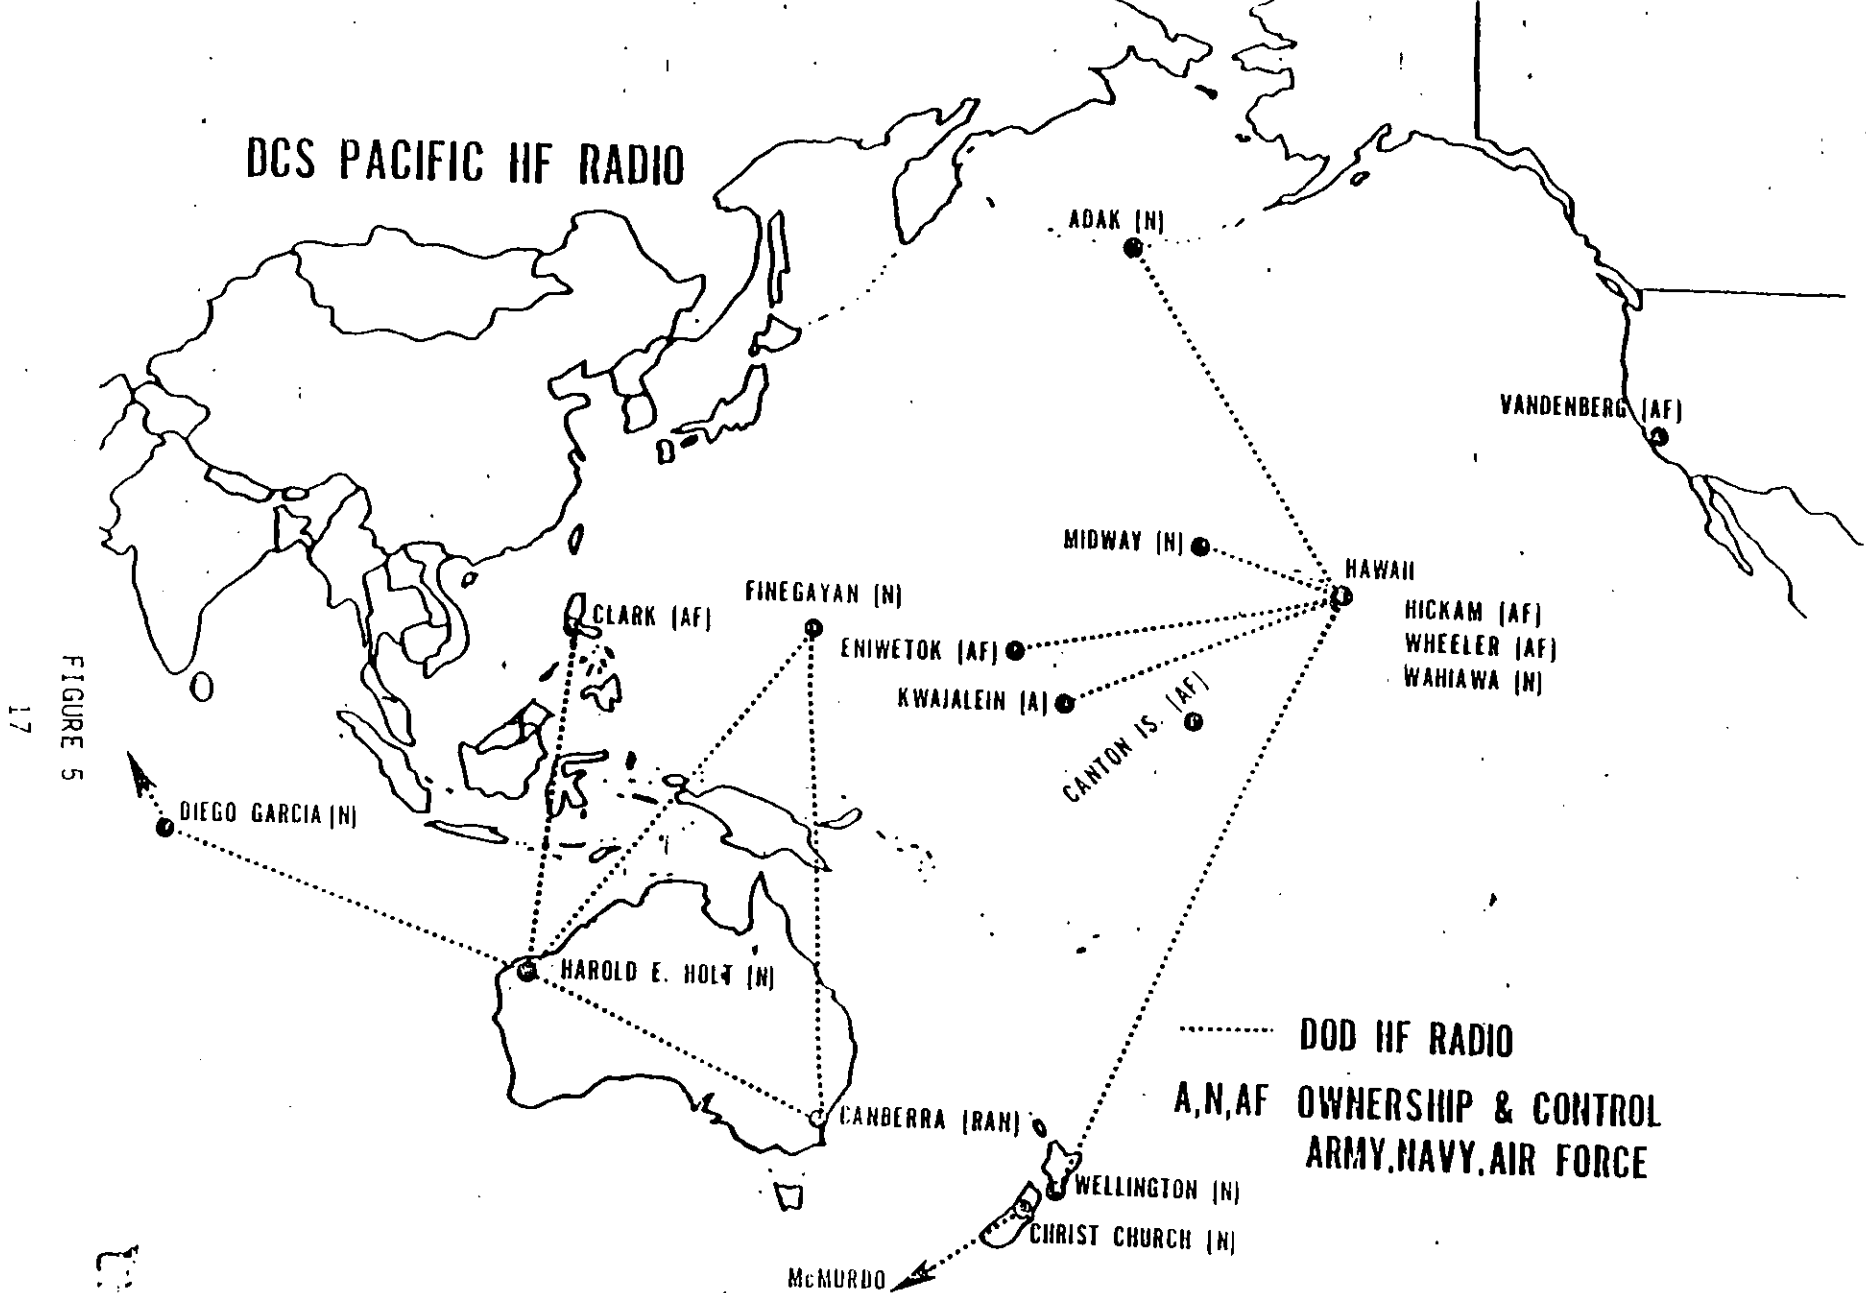 DCS PACIFIC HF RADIO
ADAK (N)
VANDENBERG (AF)
MIDWAY (N)
HAWAII
HICKAM (AF)
WHEELER (AF)
WAHIAWA (N)
FINEGAYAN (N)
CLARK (AF)
ENIWETOK (AF)
KWAJALEIN (A)
CANTON IS. (AF)
DIEGO GARCIA (N)
HAROLD E. HOLT (N)
DOD HF RADIO
A,N,AF OWNERSHIP & CONTROL
ARMY,NAVY,AIR FORCE
CANBERRA (RAN)
WELLINGTON (N)
CHRIST CHURCH (N)
McMURDO
FIGURE 5
17